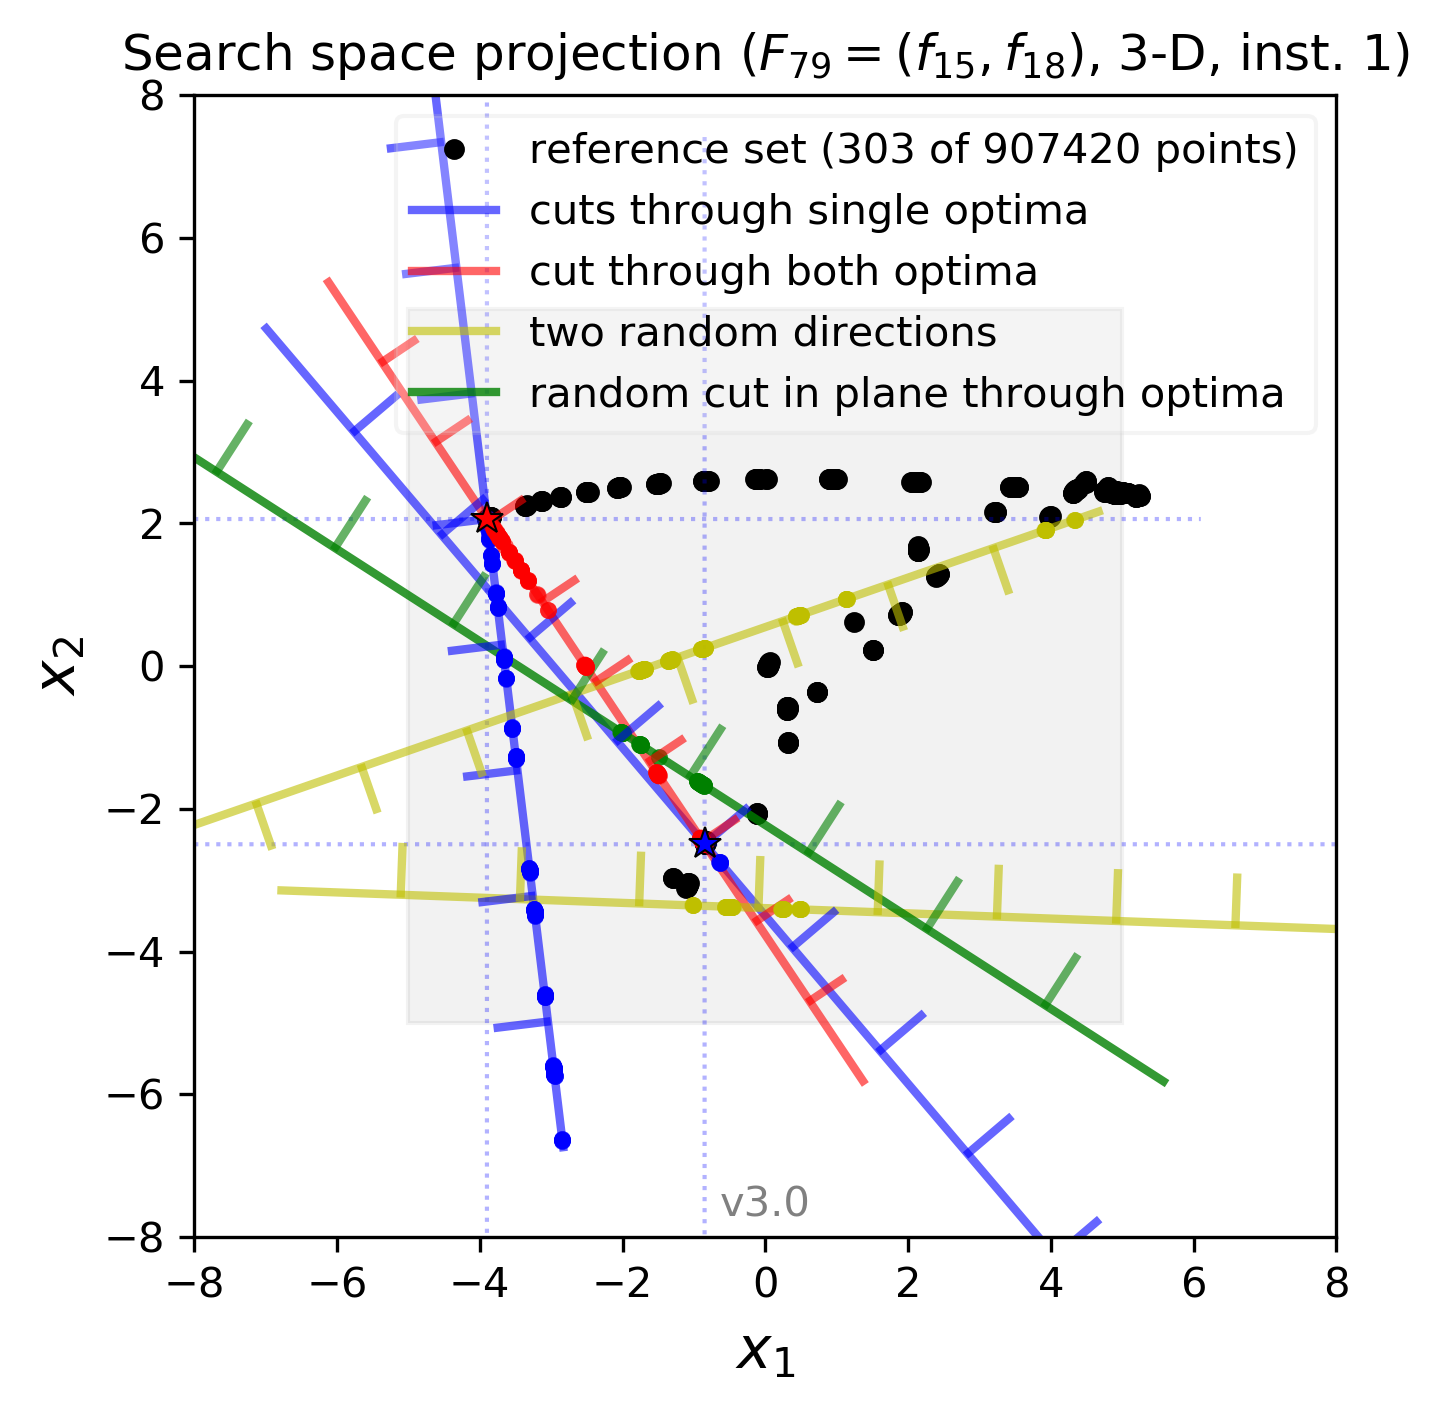 Search space projection (F₇₉ = (f₁₅, f₁₈), 3-D, inst. 1)
reference set (303 of 907420 points)
cuts through single optima
cut through both optima
two random directions
random cut in plane through optima
8
6
4
2
0
−2
−4
−6
−8
x₂
v3.0
−8 −6 −4 −2 0 2 4 6 8
x₁